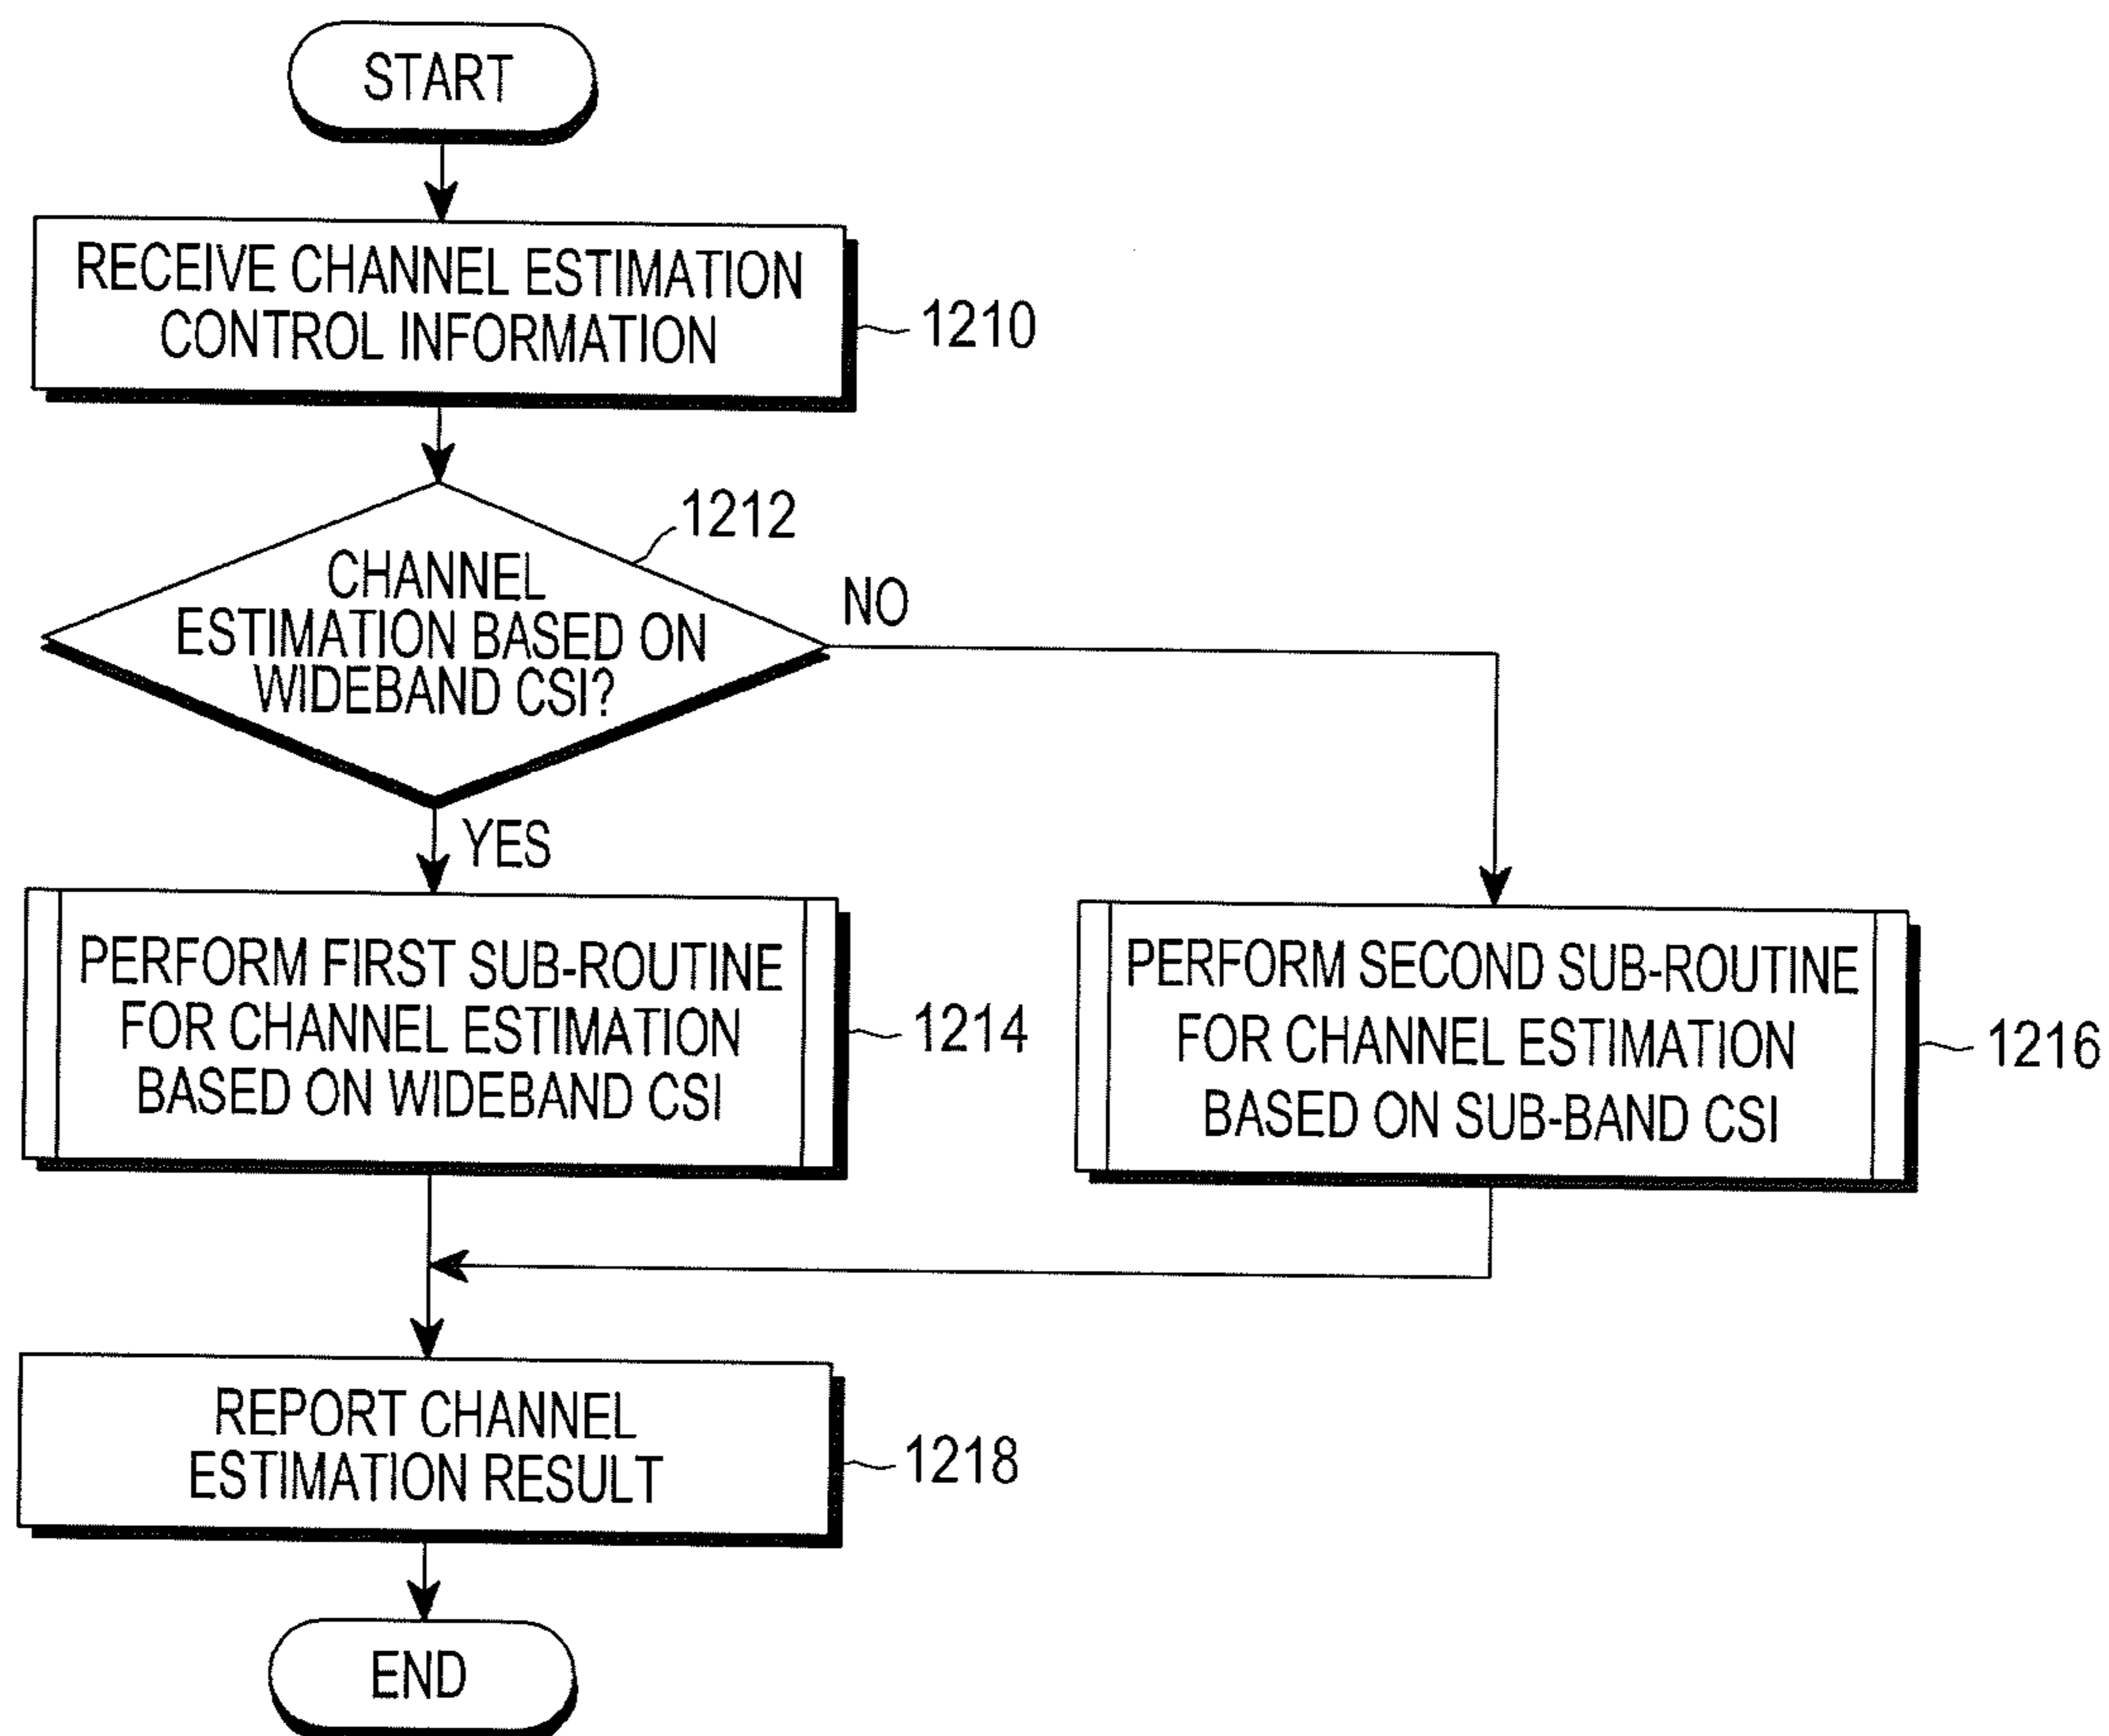 START
RECEIVE CHANNEL ESTIMATION
CONTROL INFORMATION
1210
1212
CHANNEL
ESTIMATION BASED ON
WIDEBAND CSI?
NO
YES
PERFORM FIRST SUB-ROUTINE
FOR CHANNEL ESTIMATION
BASED ON WIDEBAND CSI
1214
PERFORM SECOND SUB-ROUTINE
FOR CHANNEL ESTIMATION
BASED ON SUB-BAND CSI
1216
REPORT CHANNEL
ESTIMATION RESULT
1218
END